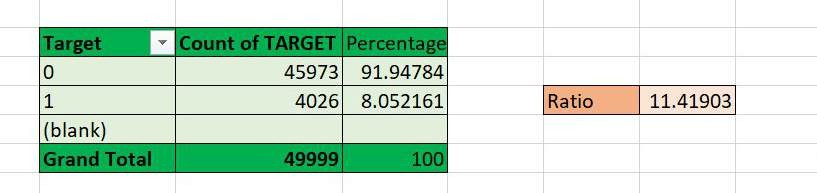 Target Count of TARGET Percentage
0 45973 91.94784
1 4026 8.052161 Ratio 11.41903
(blank)
Grand Total 49999 100